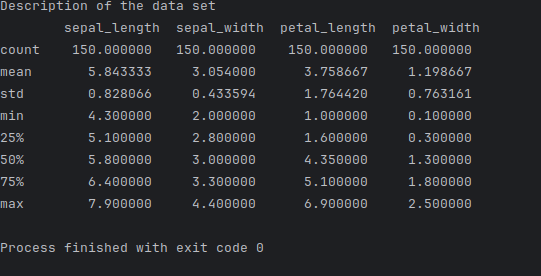 Description of the data set
sepal_length sepal_width petal_length petal_width
count 150.000000 150.000000 150.000000 150.000000
mean 5.843333 3.054000 3.758667 1.198667
std 0.828066 0.433594 1.764420 0.763161
min 4.300000 2.000000 1.000000 0.100000
25% 5.100000 2.800000 1.600000 0.300000
50% 5.800000 3.000000 4.350000 1.300000
75% 6.400000 3.300000 5.100000 1.800000
max 7.900000 4.400000 6.900000 2.500000
Process finished with exit code 0